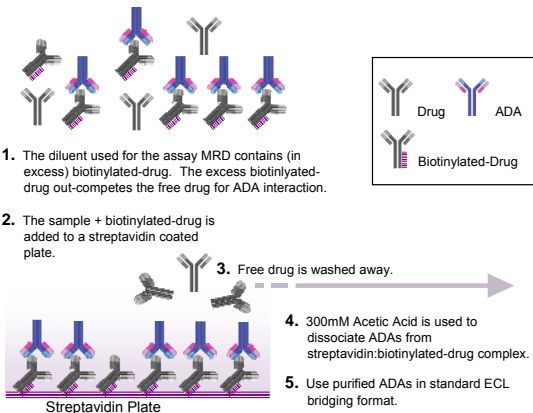 Drug
ADA
Biotinylated-Drug
1. The diluent used for the assay MRD contains (in
excess) biotinylated-drug. The excess biotinlyated-
drug out-competes the free drug for ADA interaction.
2. The sample + biotinylated-drug is
added to a streptavidin coated
plate.
3. Free drug is washed away.
4. 300mM Acetic Acid is used to
dissociate ADAs from
streptavidin:biotinylated-drug complex.
5. Use purified ADAs in standard ECL
bridging format.
Streptavidin Plate